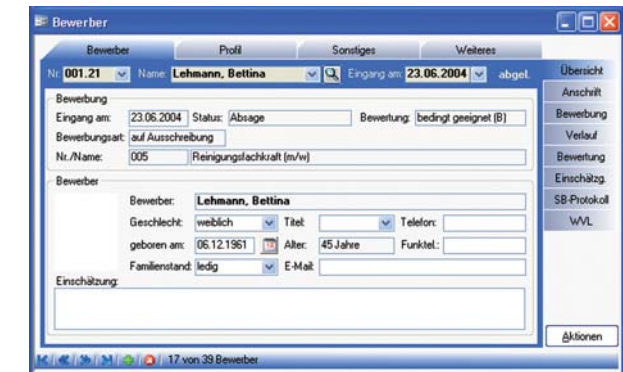 Bewerber
Bewerber Profil Sonstiges Weiteres
Nr: 001.21 Name: Lehmann, Bettina Eingang am: 23.06.2004 abgel.
Übersicht
Anschrift
Bewerbung
Verlauf
Bewertung
Einschätzg.
SB-Protokoll
WVL
Bewerbung
Eingang am: 23.06.2004 Status: Absage Bewertung: bedingt geeignet (B)
Bewerbungsart: auf Ausschreibung
Nr./Name: 005 Reinigungsfachkraft (m/w)
Bewerber
Bewerber: Lehmann, Bettina
Geschlecht: weiblich Titel: Telefon:
geboren am: 06.12.1961 Alter: 45 Jahre Funktel.:
Familienstand: ledig E-Mail:
Einschätzung:
Aktionen
17 von 39 Bewerber